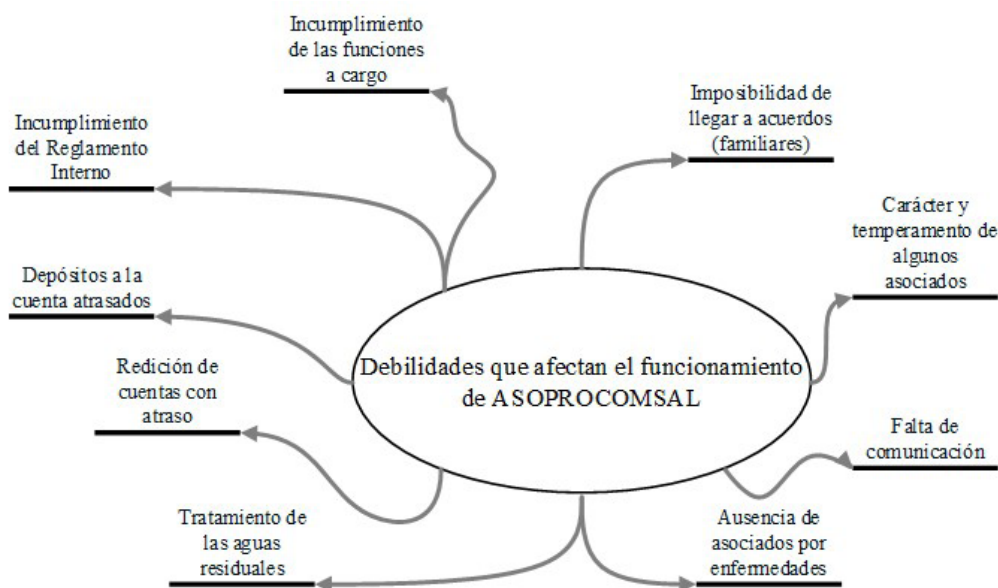 Incumplimiento
de las funciones
a cargo
Imposibilidad de
llegar a acuerdos
(familiares)
Incumplimiento
del Reglamento
Interno
Carácter y
temperamento de
algunos
asociados
Depósitos a la
cuenta atrasados
Debilidades que afectan el funcionamiento
de ASOPROCOMSAL
Redición de
cuentas con
atraso
Falta de
comunicación
Tratamiento de
las aguas
residuales
Ausencia de
asociados por
enfermedades